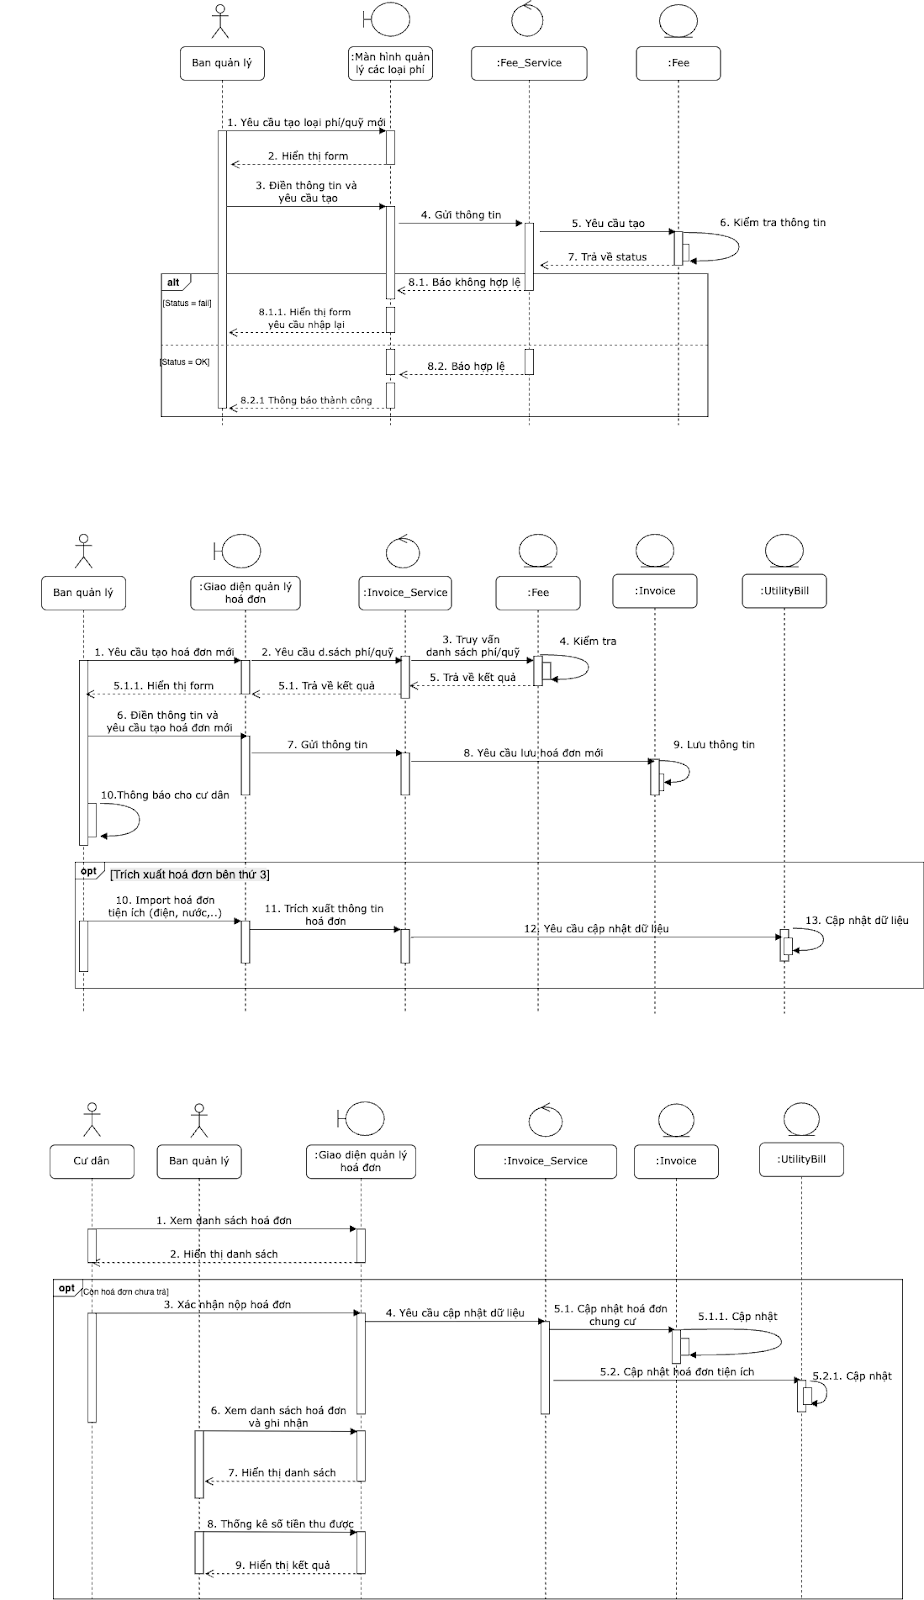 Ban quản lý
:Màn hình quản
lý các loại phí
:Fee_Service
:Fee
1. Yêu cầu tạo loại phí/quỹ mới
2. Hiển thị form
3. Điền thông tin và
yêu cầu tạo
4. Gửi thông tin
5. Yêu cầu tạo
6. Kiểm tra thông tin
7. Trả về status
alt
8.1. Báo không hợp lệ
[Status = fail]
8.1.1. Hiển thị form
yêu cầu nhập lại
[Status = OK]
8.2. Báo hợp lệ
8.2.1 Thông báo thành công
Ban quản lý
:Giao diện quản lý
hoá đơn
:Invoice_Service
:Fee
:Invoice
:UtilityBill
1. Yêu cầu tạo hoá đơn mới
2. Yêu cầu d.sách phí/quỹ
3. Truy vấn
danh sách phí/quỹ
4. Kiểm tra
5. Trả về kết quả
5.1. Trả về kết quả
5.1.1. Hiển thị form
6. Điền thông tin và
yêu cầu tạo hoá đơn mới
7. Gửi thông tin
8. Yêu cầu lưu hoá đơn mới
9. Lưu thông tin
10.Thông báo cho cư dân
opt
[Trích xuất hoá đơn bên thứ 3]
10. Import hoá đơn
tiện ích (điện, nước,..)
11. Trích xuất thông tin
hoá đơn
12. Yêu cầu cập nhật dữ liệu
13. Cập nhật dữ liệu
Cư dân
Ban quản lý
:Giao diện quản lý
hoá đơn
:Invoice_Service
:Invoice
:UtilityBill
1. Xem danh sách hoá đơn
2. Hiển thị danh sách
opt
[Còn hoá đơn chưa trả]
3. Xác nhận nộp hoá đơn
4. Yêu cầu cập nhật dữ liệu
5.1. Cập nhật hoá đơn
chung cư
5.1.1. Cập nhật
5.2. Cập nhật hoá đơn tiện ích
5.2.1. Cập nhật
6. Xem danh sách hoá đơn
và ghi nhận
7. Hiển thị danh sách
8. Thống kê số tiền thu được
9. Hiển thị kết quả